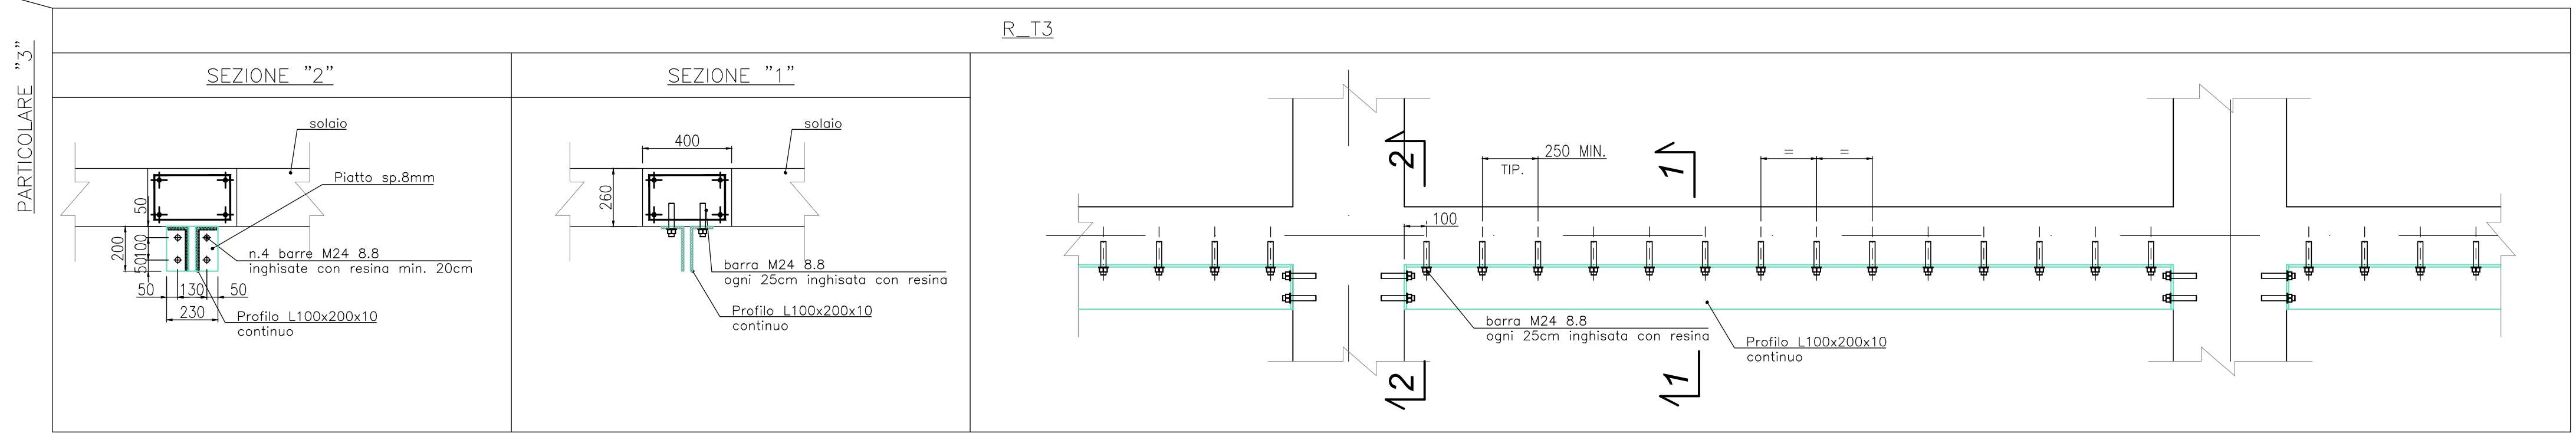 PARTICOLARE "3"
R_T3
SEZIONE "2"
solaio
Piatto sp.8mm
50
200
100
50
n.4 barre M24 8.8
inghisate con resina min. 20cm
50
130
50
230
Profilo L100x200x10
continuo
SEZIONE "1"
solaio
400
260
barra M24 8.8
ogni 25cm inghisata con resina
Profilo L100x200x10
continuo
2
250 MIN.
TIP.
1
=
=
100
barra M24 8.8
ogni 25cm inghisata con resina
Profilo L100x200x10
continuo
2
1